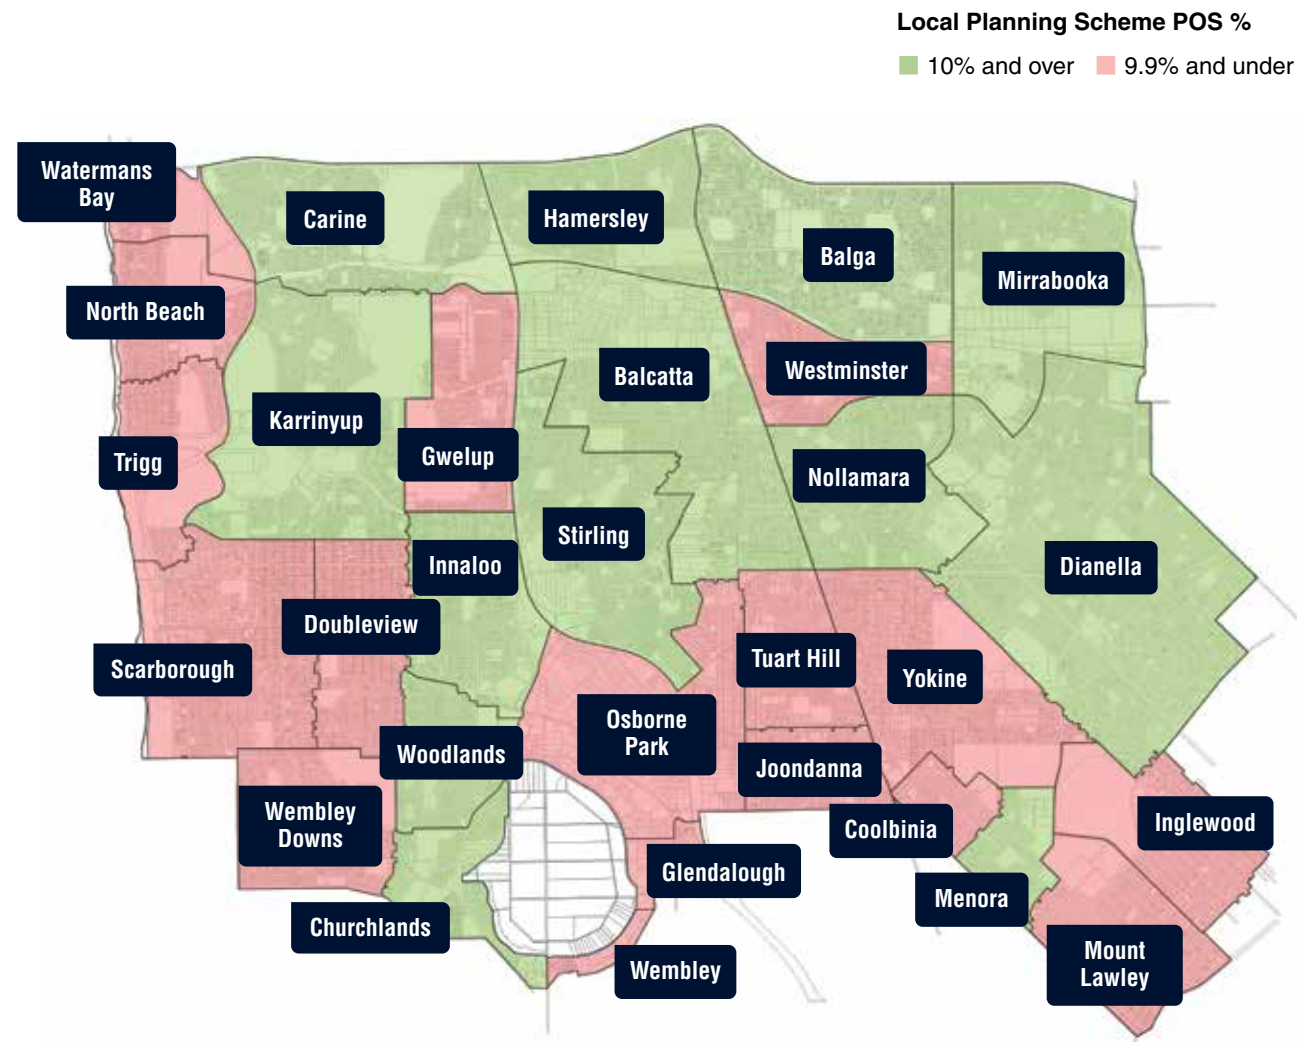 Local Planning Scheme POS %
10% and over
9.9% and under
Watermans
Bay
Carine
Hamersley
Balga
Mirrabooka
North Beach
Westminster
Balcatta
Karrinyup
Gwelup
Trigg
Nollamara
Stirling
Innaloo
Dianella
Doubleview
Scarborough
Tuart Hill
Yokine
Osborne
Park
Woodlands
Joondanna
Wembley
Downs
Coolbinia
Inglewood
Glendalough
Menora
Churchlands
Mount
Lawley
Wembley